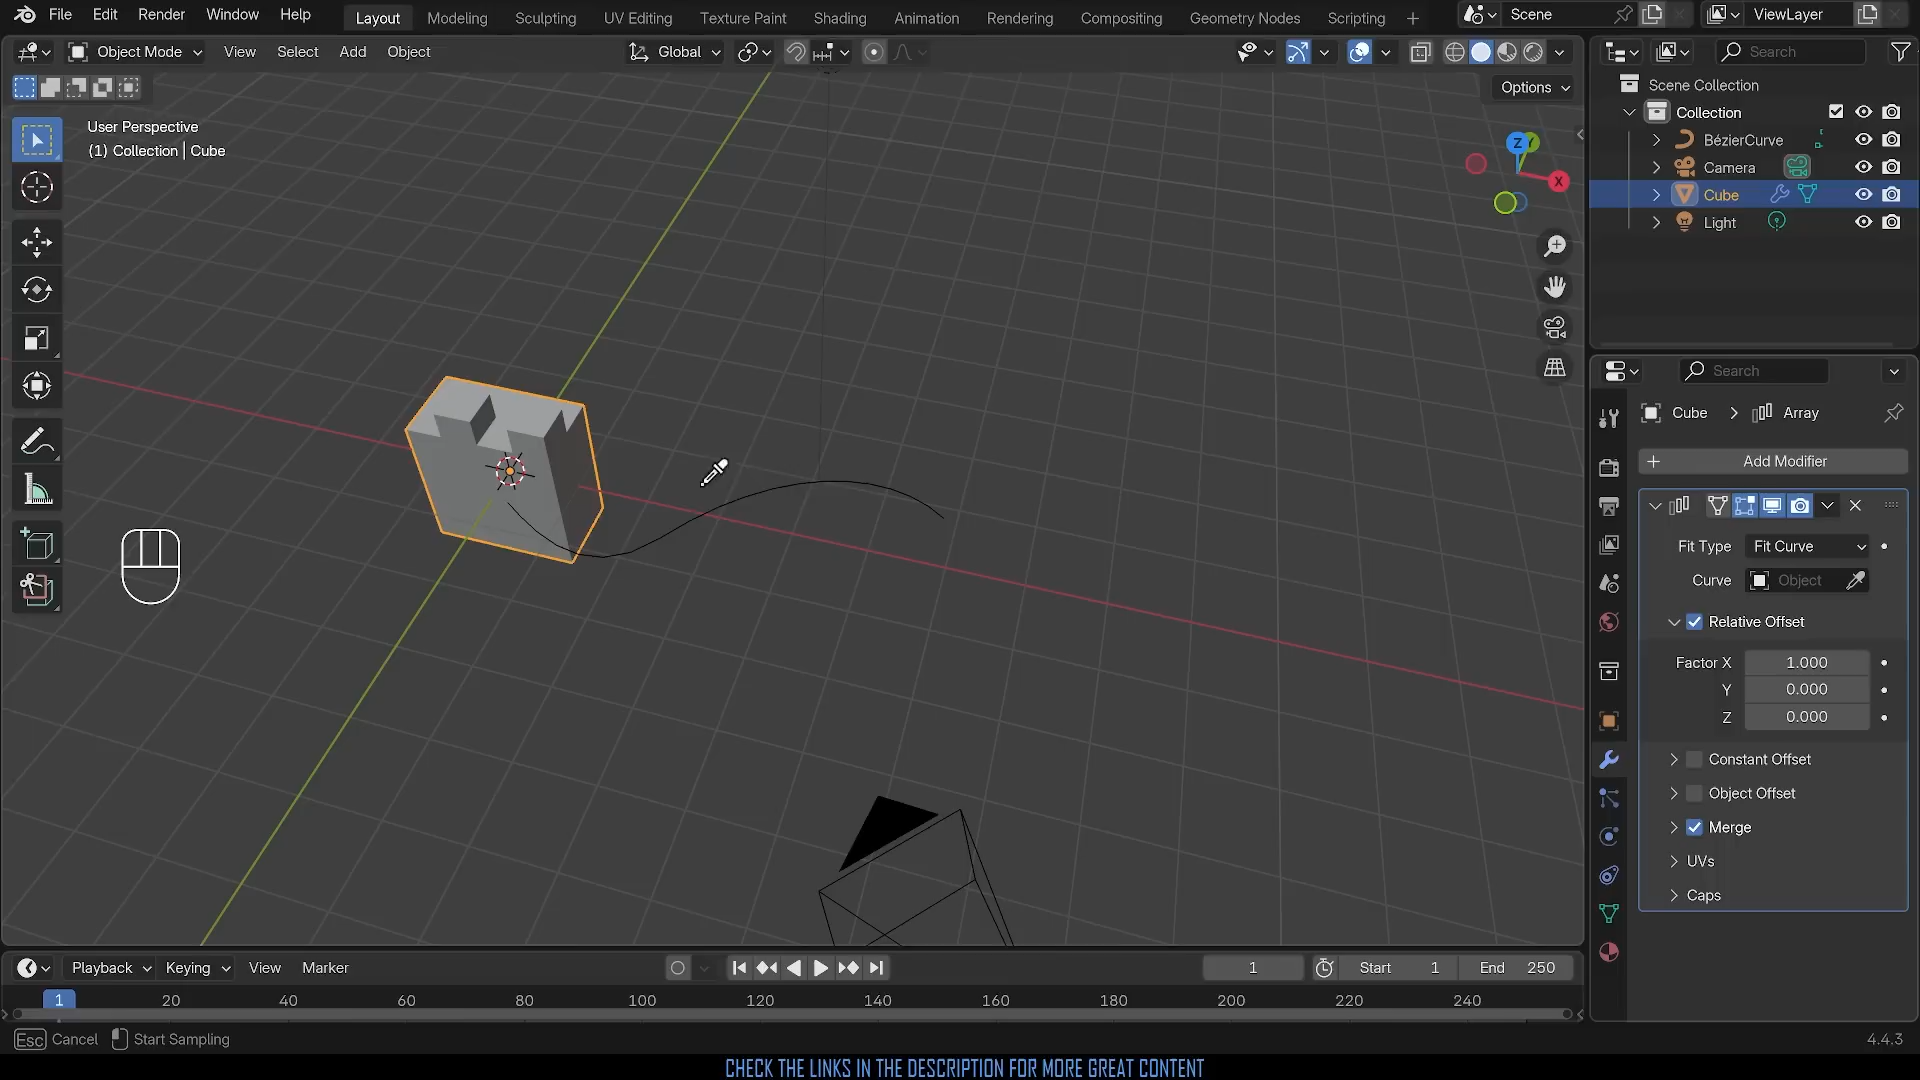 File Edit Render Window Help Layout Modeling Sculpting UV Editing Texture Paint Shading Animation Rendering Compositing Geometry Nodes Scripting + Scene ViewLayer
Object Mode View Select Add Object Global Search
Options
User Perspective
(1) Collection | Cube
Z Y
X
Scene Collection
Collection
BézierCurve
Camera
Cube
Light
Search
Cube > Array
+ Add Modifier
Fit Type Fit Curve
Curve Object
Relative Offset
Factor X 1.000
Y 0.000
Z 0.000
Constant Offset
Object Offset
Merge
UVs
Caps
Playback Keying View Marker 1 Start 1 End 250
1 20 40 60 80 100 120 140 160 180 200 220 240
Esc Cancel Start Sampling 4.4.3
CHECK THE LINKS IN THE DESCRIPTION FOR MORE GREAT CONTENT